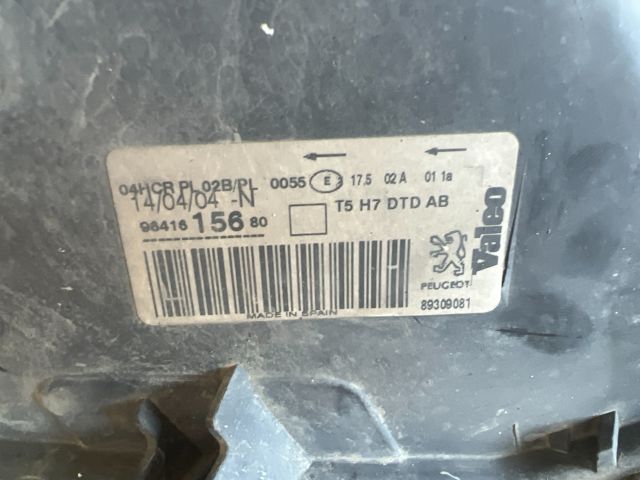 04HCR PL 02B/PL 0055 E 17.5 02 A 01 1a
14/04/04 -N
96416 156 80
T5 H7 DTD AB
Valeo
PEUGEOT
89309081
MADE IN SPAIN